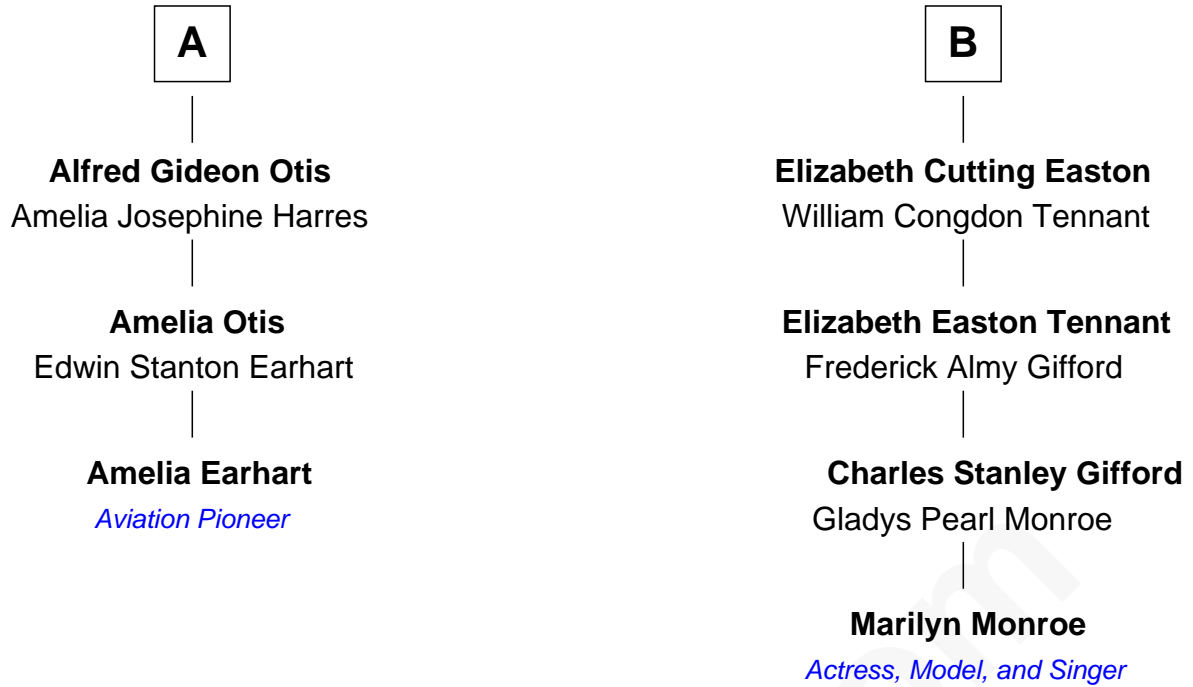 A
Alfred Gideon Otis
Amelia Josephine Harres
Amelia Otis
Edwin Stanton Earhart
Amelia Earhart
Aviation Pioneer
B
Elizabeth Cutting Easton
William Congdon Tennant
Elizabeth Easton Tennant
Frederick Almy Gifford
Charles Stanley Gifford
Gladys Pearl Monroe
Marilyn Monroe
Actress, Model, and Singer